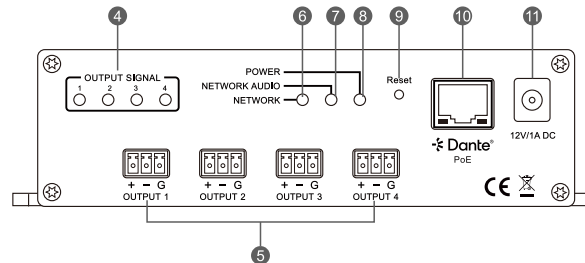 4 6 7 8 9 10 11
OUTPUT SIGNAL
1 2 3 4
POWER
NETWORK AUDIO
NETWORK
Reset
Dante®
PoE
12V/1A DC
+ − G + − G + − G + − G
OUTPUT 1 OUTPUT 2 OUTPUT 3 OUTPUT 4
CE
5